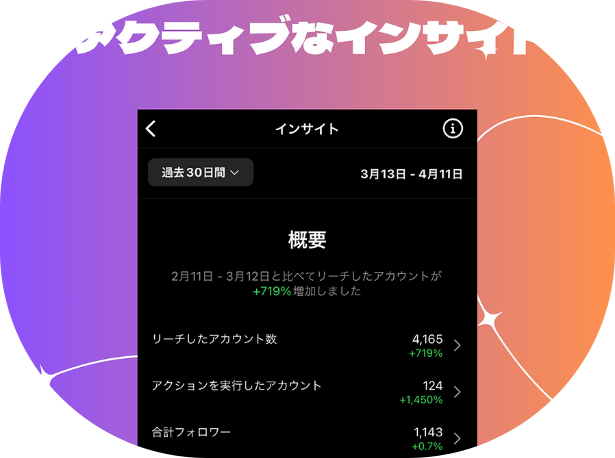 アクティブなインサイト
インサイト
過去30日間
3月13日 - 4月11日
概要
2月11日 - 3月12日と比べてリーチしたアカウントが
+719%増加しました
リーチしたアカウント数
4,165
+719%
アクションを実行したアカウント
124
+1,450%
合計フォロワー
1,143
+0.7%